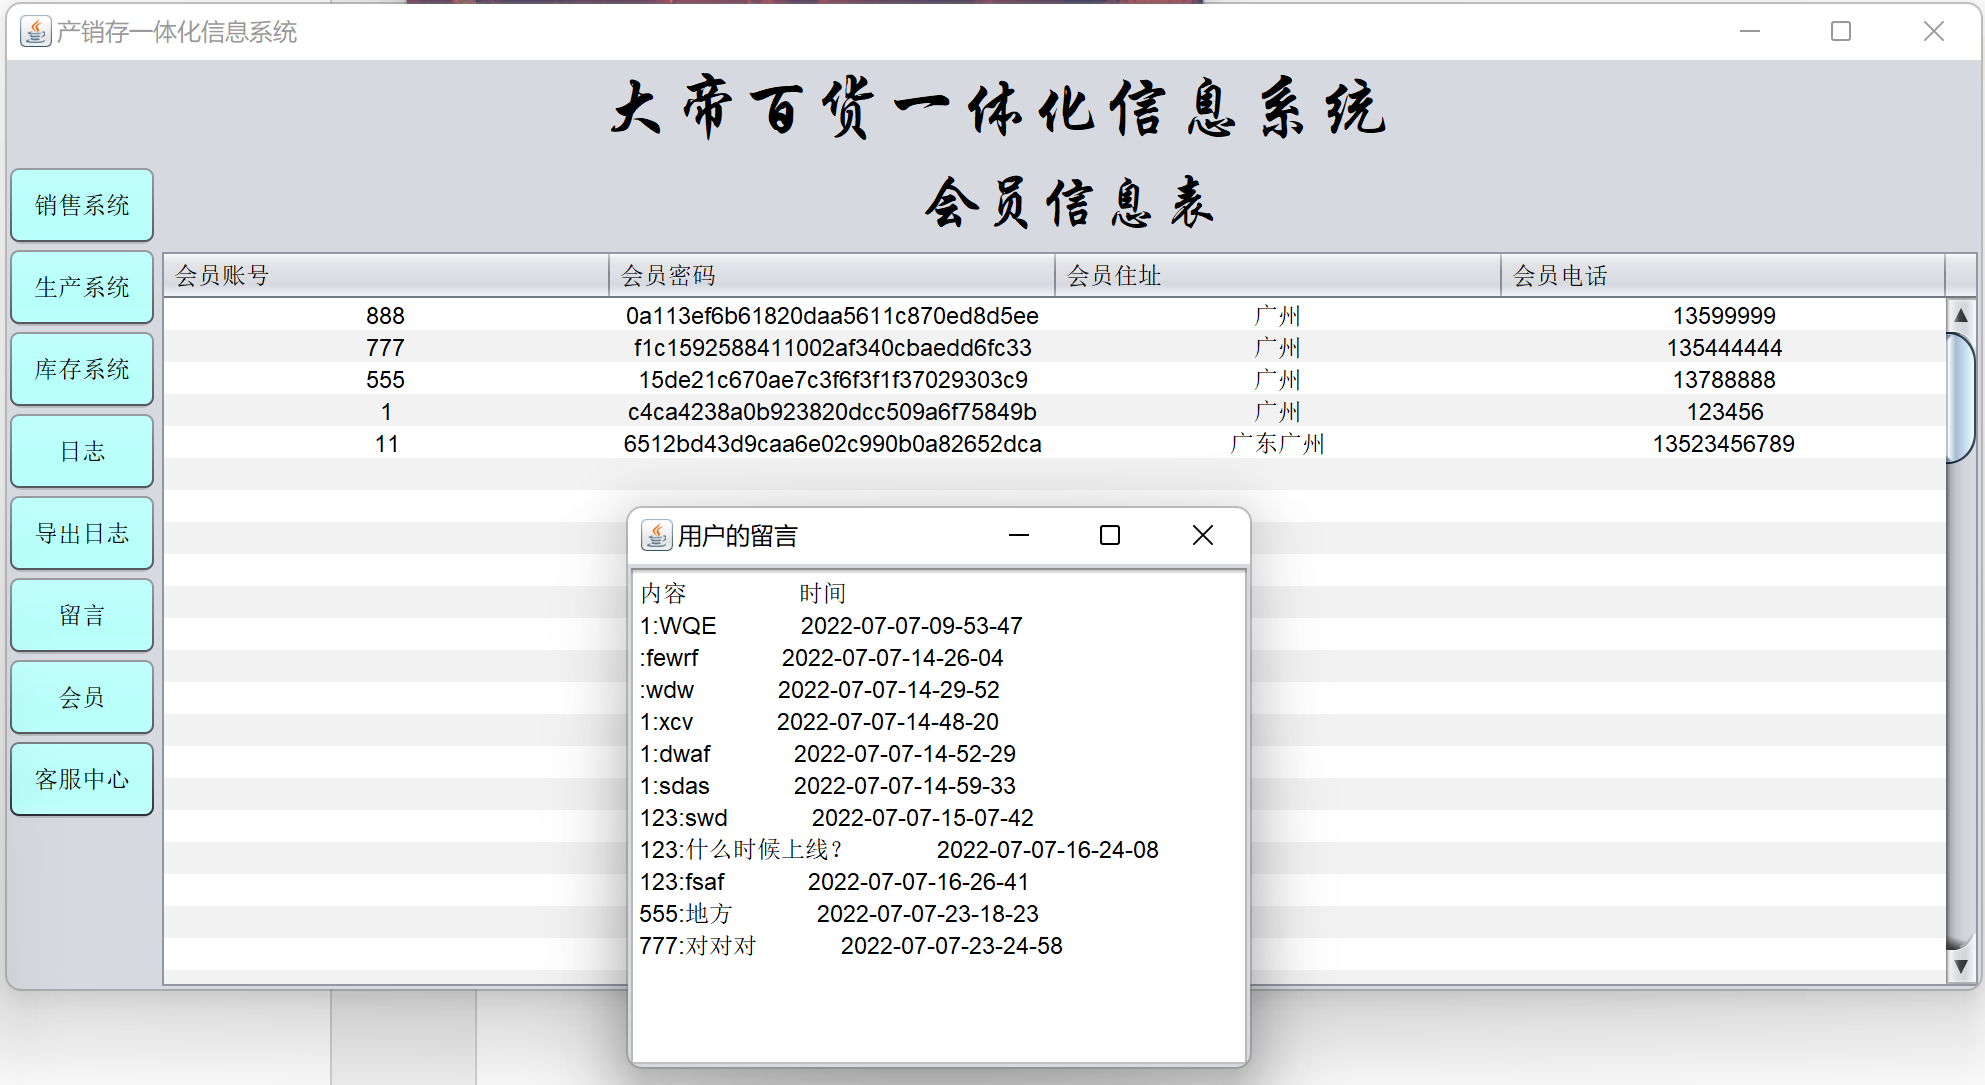 产销存一体化信息系统
大帝百货一体化信息系统
会员信息表
销售系统
生产系统
库存系统
日志
导出日志
留言
会员
客服中心
会员账号 会员密码 会员住址 会员电话
888 0a113ef6b61820daa5611c870ed8d5ee 广州 13599999
777 f1c1592588411002af340cbaedd6fc33 广州 135444444
555 15de21c670ae7c3f6f3f1f37029303c9 广州 13788888
1 c4ca4238a0b923820dcc509a6f75849b 广州 123456
11 6512bd43d9caa6e02c990b0a82652dca 广东广州 13523456789
用户的留言
内容 时间
1:WQE 2022-07-07-09-53-47
:fewrf 2022-07-07-14-26-04
:wdw 2022-07-07-14-29-52
1:xcv 2022-07-07-14-48-20
1:dwaf 2022-07-07-14-52-29
1:sdas 2022-07-07-14-59-33
123:swd 2022-07-07-15-07-42
123:什么时候上线? 2022-07-07-16-24-08
123:fsaf 2022-07-07-16-26-41
555:地方 2022-07-07-23-18-23
777:对对对 2022-07-07-23-24-58